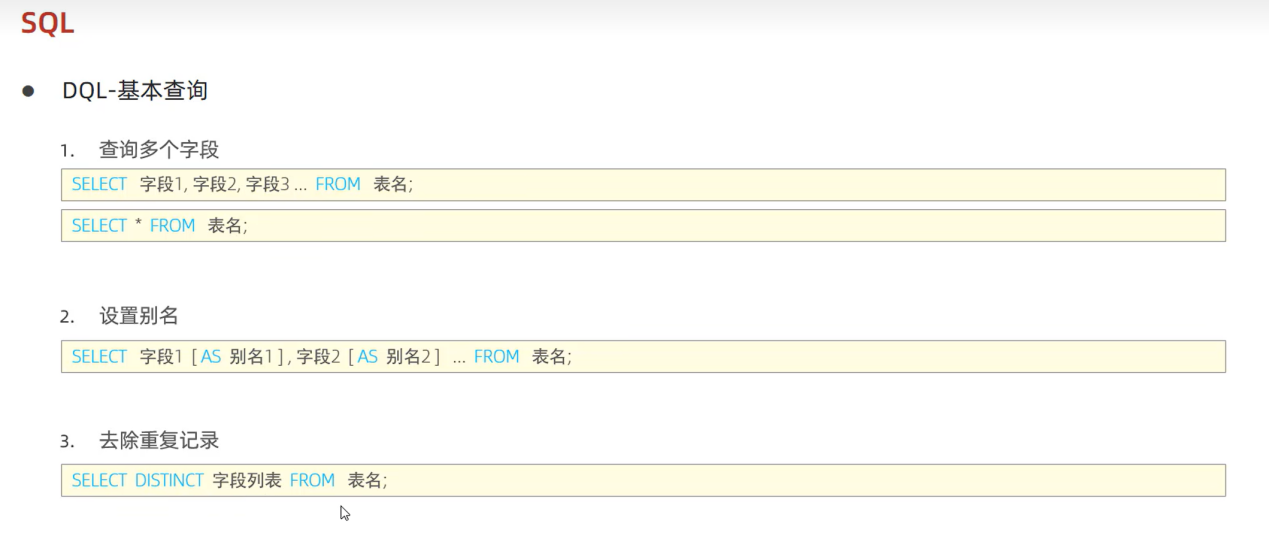 SQL
● DQL-基本查询
1. 查询多个字段
SELECT 字段1, 字段2, 字段3 ... FROM 表名;
SELECT * FROM 表名;
2. 设置别名
SELECT 字段1 [ AS 别名1 ] , 字段2 [ AS 别名2 ] ... FROM 表名;
3. 去除重复记录
SELECT DISTINCT 字段列表 FROM 表名;